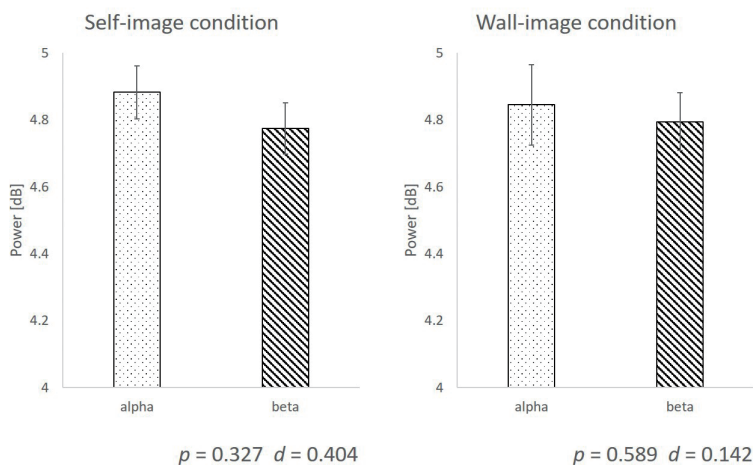 Self-image condition
5
4.8
4.6
4.4
4.2
4
Power [dB]
alpha beta
p = 0.327 d = 0.404
Wall-image condition
5
4.8
4.6
4.4
4.2
4
Power [dB]
alpha beta
p = 0.589 d = 0.142